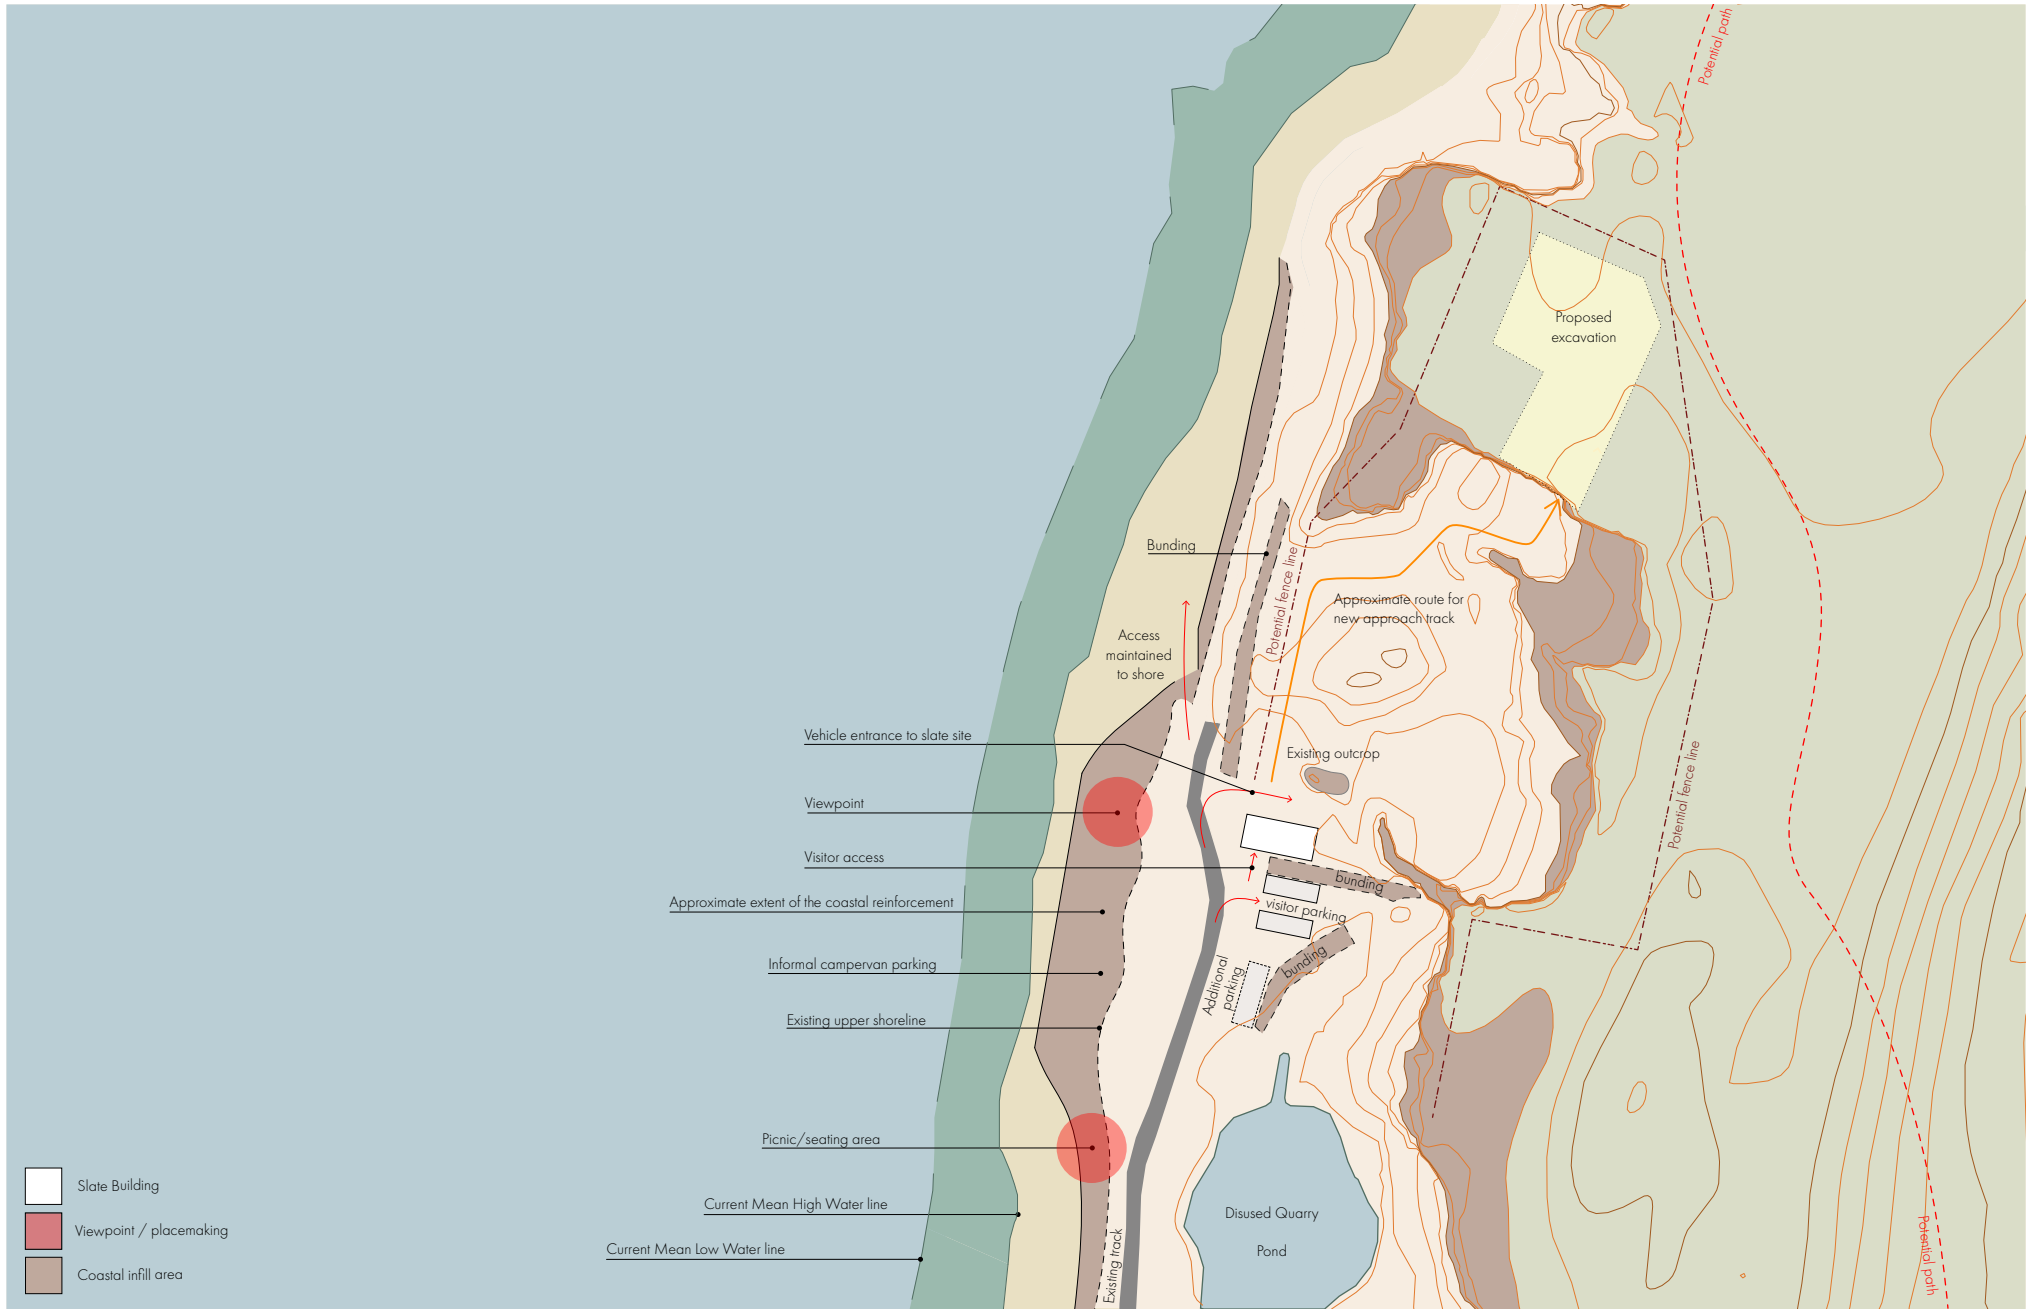 Potential path
Proposed
excavation
Bunding
Potential fence line
Approximate route for
new approach track
Access
maintained
to shore
Vehicle entrance to slate site
Existing outcrop
Potential fence line
Viewpoint
Visitor access
bunding
Approximate extent of the coastal reinforcement
visitor parking
Informal campervan parking
bunding
Additional
parking
Existing upper shoreline
Picnic/seating area
Slate Building
Current Mean High Water line
Disused Quarry
Pond
Viewpoint / placemaking
Current Mean Low Water line
Existing track
Potential path
Coastal infill area